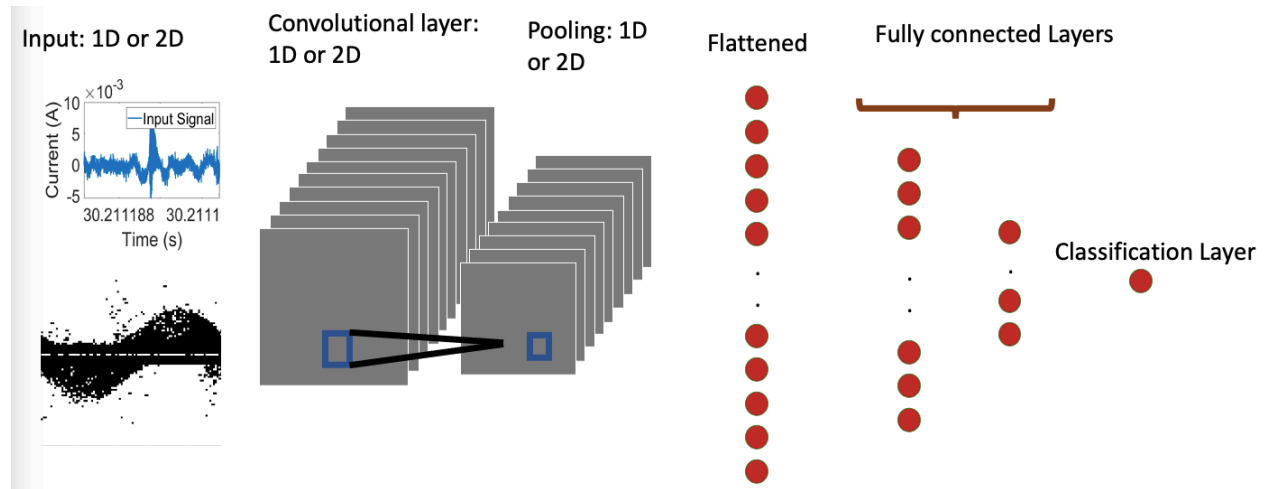 Input: 1D or 2D
Convolutional layer:
1D or 2D
Pooling: 1D
or 2D
Flattened
Fully connected Layers
×10⁻³
10
5
0
-5
Current (A)
Input Signal
30.211188 30.2111
Time (s)
Classification Layer